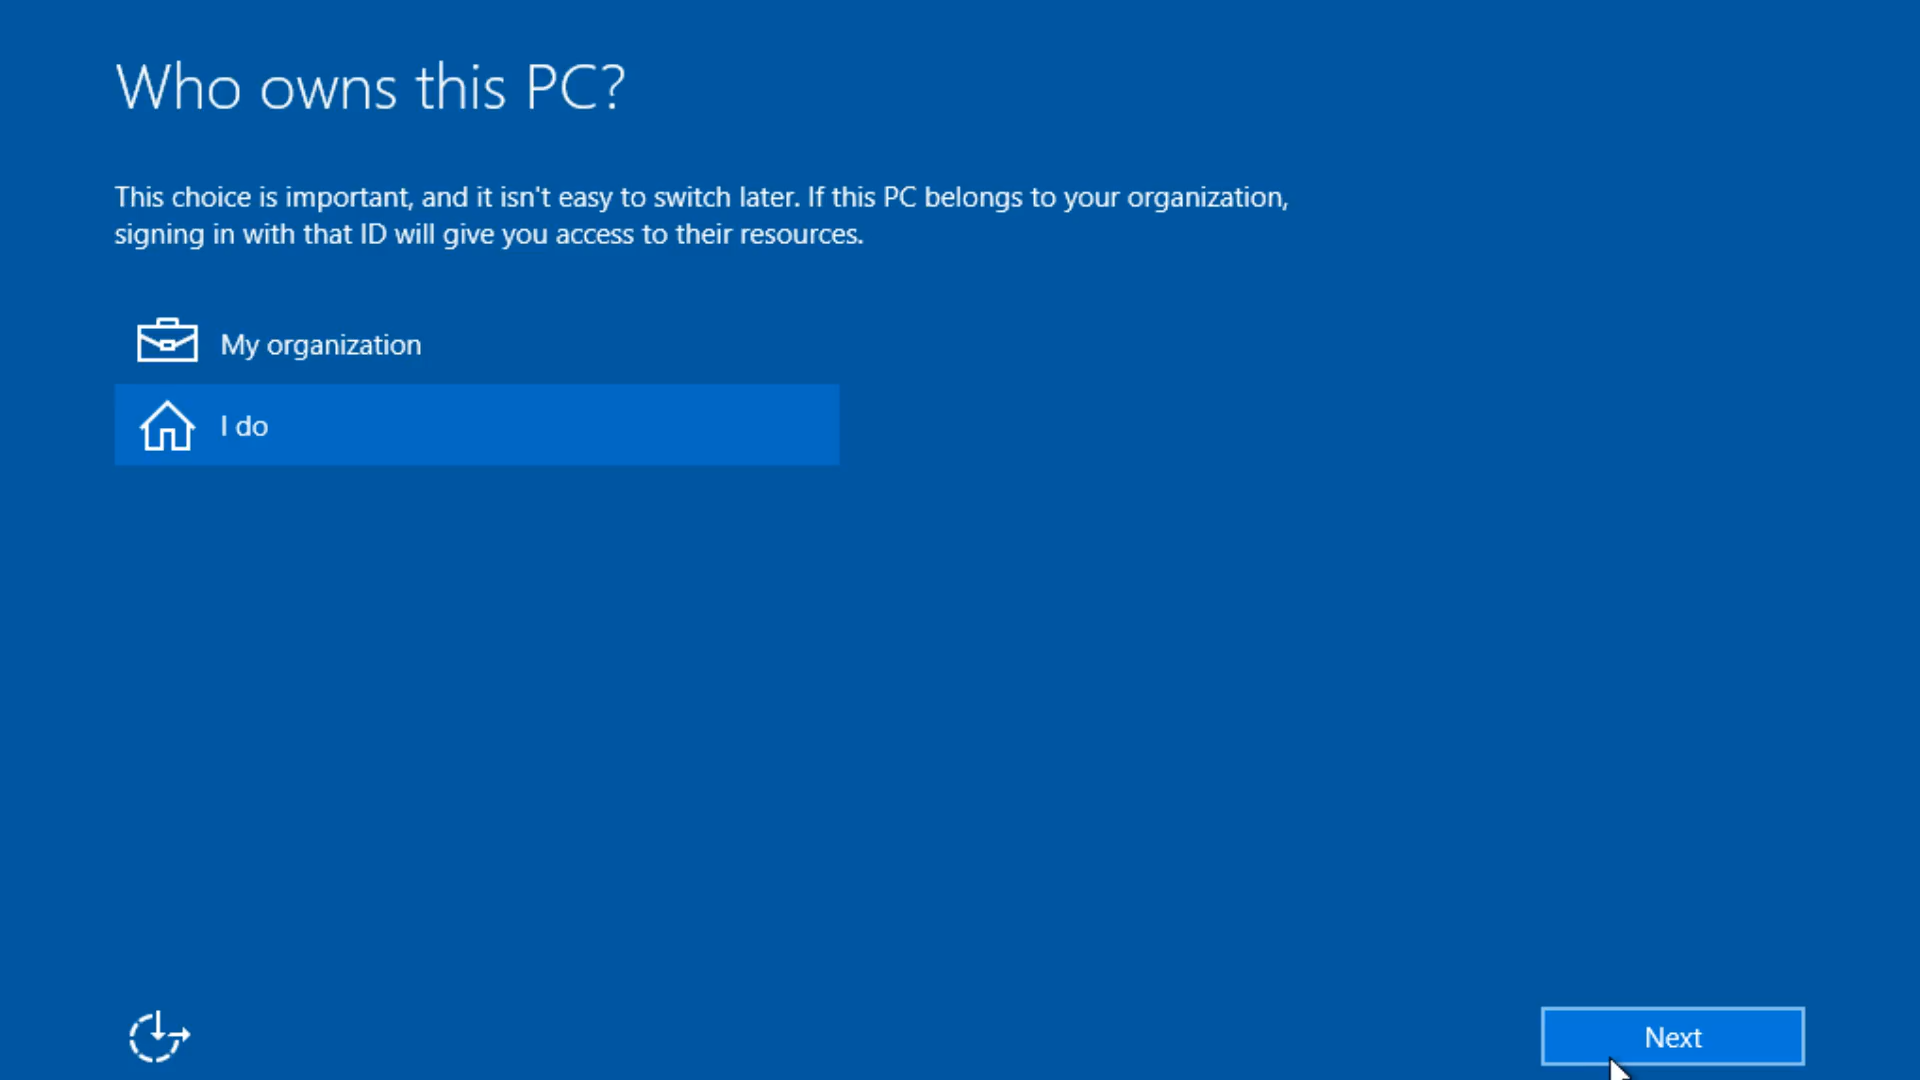 Who owns this PC?
This choice is important, and it isn't easy to switch later. If this PC belongs to your organization,
signing in with that ID will give you access to their resources.
My organization
I do
Next